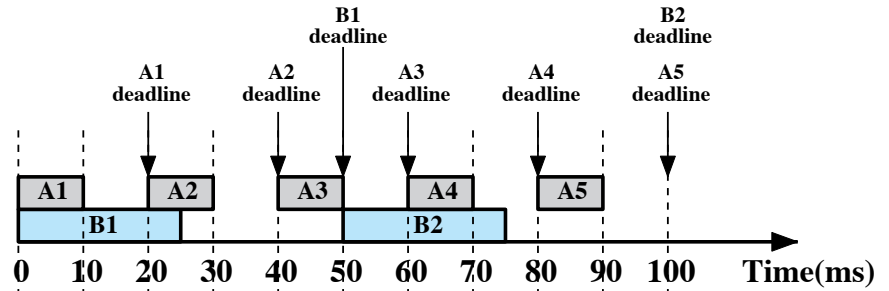 B1 B2
deadline deadline
A1 A2 A3 A4 A5
deadline deadline deadline deadline deadline
A1 A2 A3 A4 A5
B1 B2
0 10 20 30 40 50 60 70 80 90 100 Time(ms)